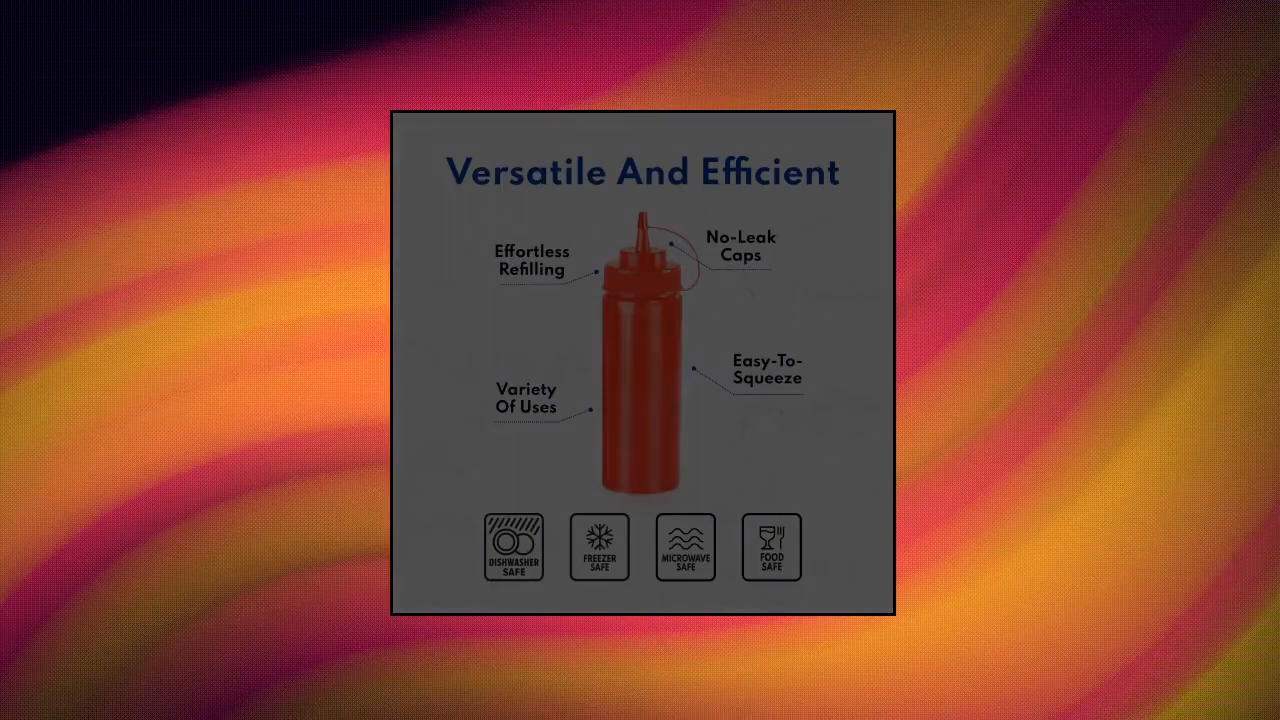 Versatile And Efficient
Effortless
Refilling
No-Leak
Caps
Easy-To-
Squeeze
Variety
Of Uses
DISHWASHER
SAFE
FREEZER
SAFE
MICROWAVE
SAFE
FOOD
SAFE